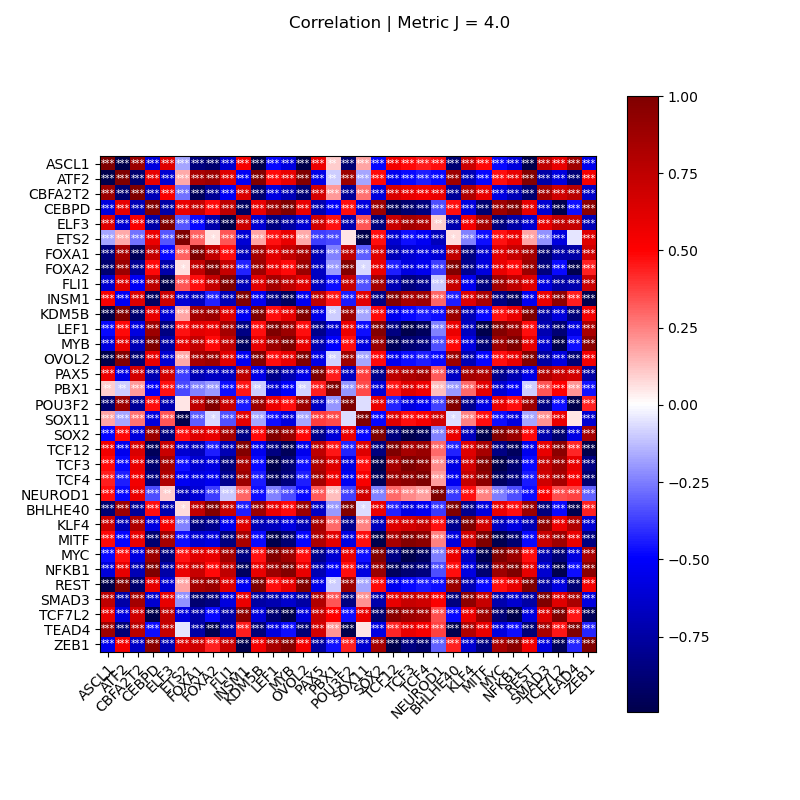 Correlation | Metric J = 4.0
ASCL1
ATF2
CBFA2T2
CEBPD
ELF3
ETS2
FOXA1
FOXA2
FLI1
INSM1
KDM5B
LEF1
MYB
OVOL2
PAX5
PBX1
POU3F2
SOX11
SOX2
TCF12
TCF3
TCF4
NEUROD1
BHLHE40
KLF4
MITF
MYC
NFKB1
REST
SMAD3
TCF7L2
TEAD4
ZEB1
ASCL1
ATF2
CBFA2T2
CEBPD
ELF3
ETS2
FOXA1
FOXA2
FLI1
INSM1
KDM5B
LEF1
MYB
OVOL2
PAX5
PBX1
POU3F2
SOX11
SOX2
TCF12
TCF3
TCF4
NEUROD1
BHLHE40
KLF4
MITF
MYC
NFKB1
REST
SMAD3
TCF7L2
TEAD4
ZEB1
1.00
0.75
0.50
0.25
0.00
−0.25
−0.50
−0.75